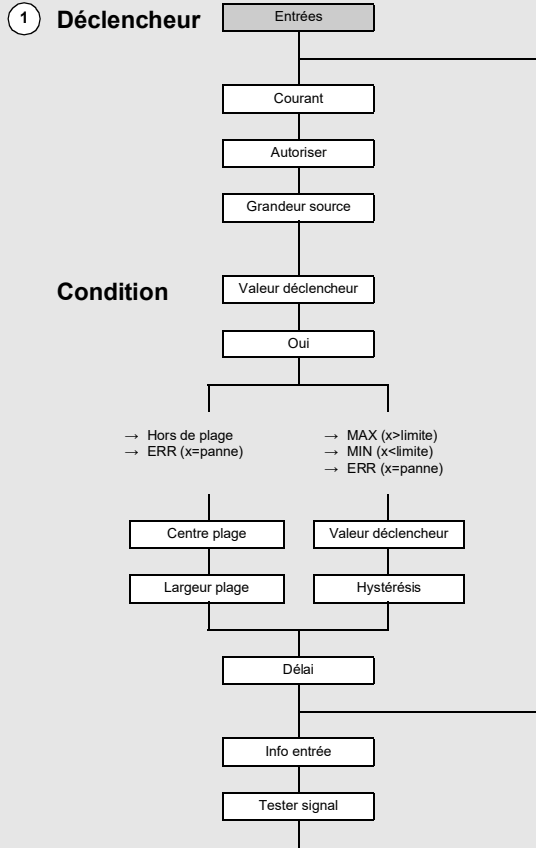 1 Déclencheur
Entrées
Courant
Autoriser
Grandeur source
Condition
Valeur déclencheur
Oui
→ Hors de plage
→ ERR (x=panne)
→ MAX (x>limite)
→ MIN (x<limite)
→ ERR (x=panne)
Centre plage
Valeur déclencheur
Largeur plage
Hystérésis
Délai
Info entrée
Tester signal